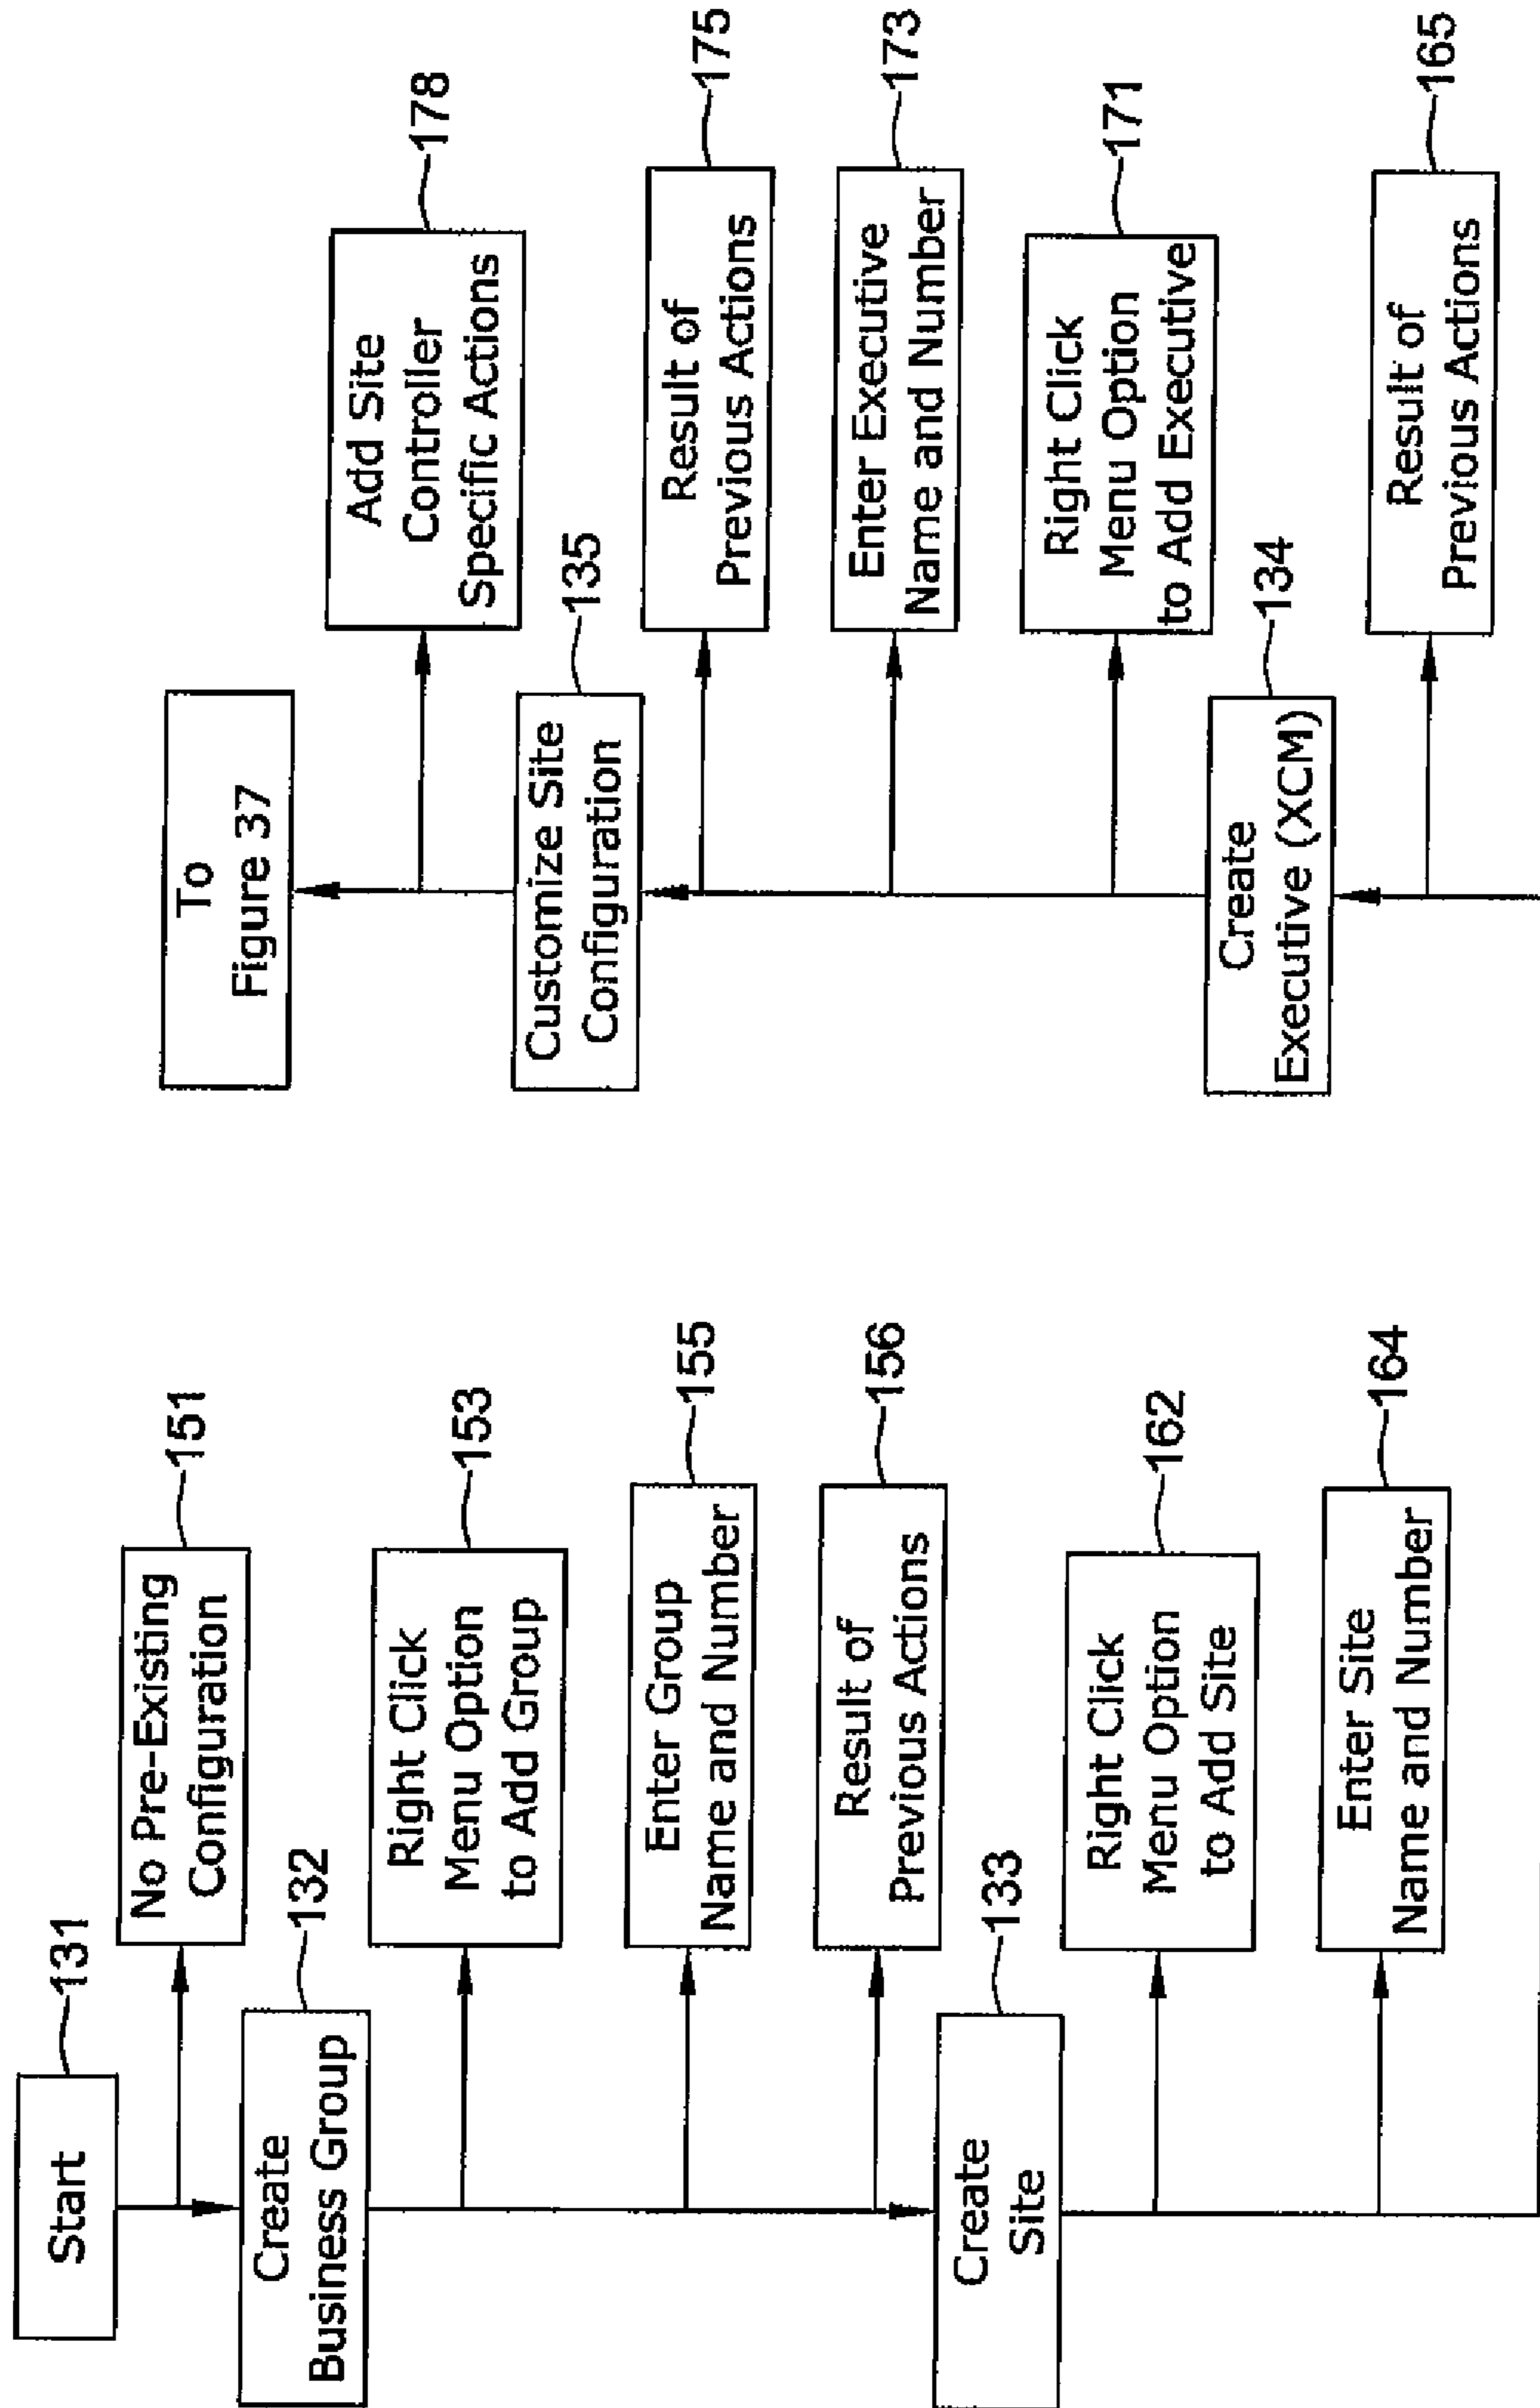 Start
131
No Pre-Existing
Configuration
151
Create
Business Group
132
Right Click
Menu Option
to Add Group
153
Enter Group
Name and Number
155
Result of
Previous Actions
156
Create
Site
133
Right Click
Menu Option
to Add Site
162
Enter Site
Name and Number
164
Result of
Previous Actions
165
Create
Executive (XCM)
134
Right Click
Menu Option
to Add Executive
171
Enter Executive
Name and Number
173
Result of
Previous Actions
175
Customize Site
Configuration
135
Add Site
Controller
Specific Actions
178
To
Figure 37